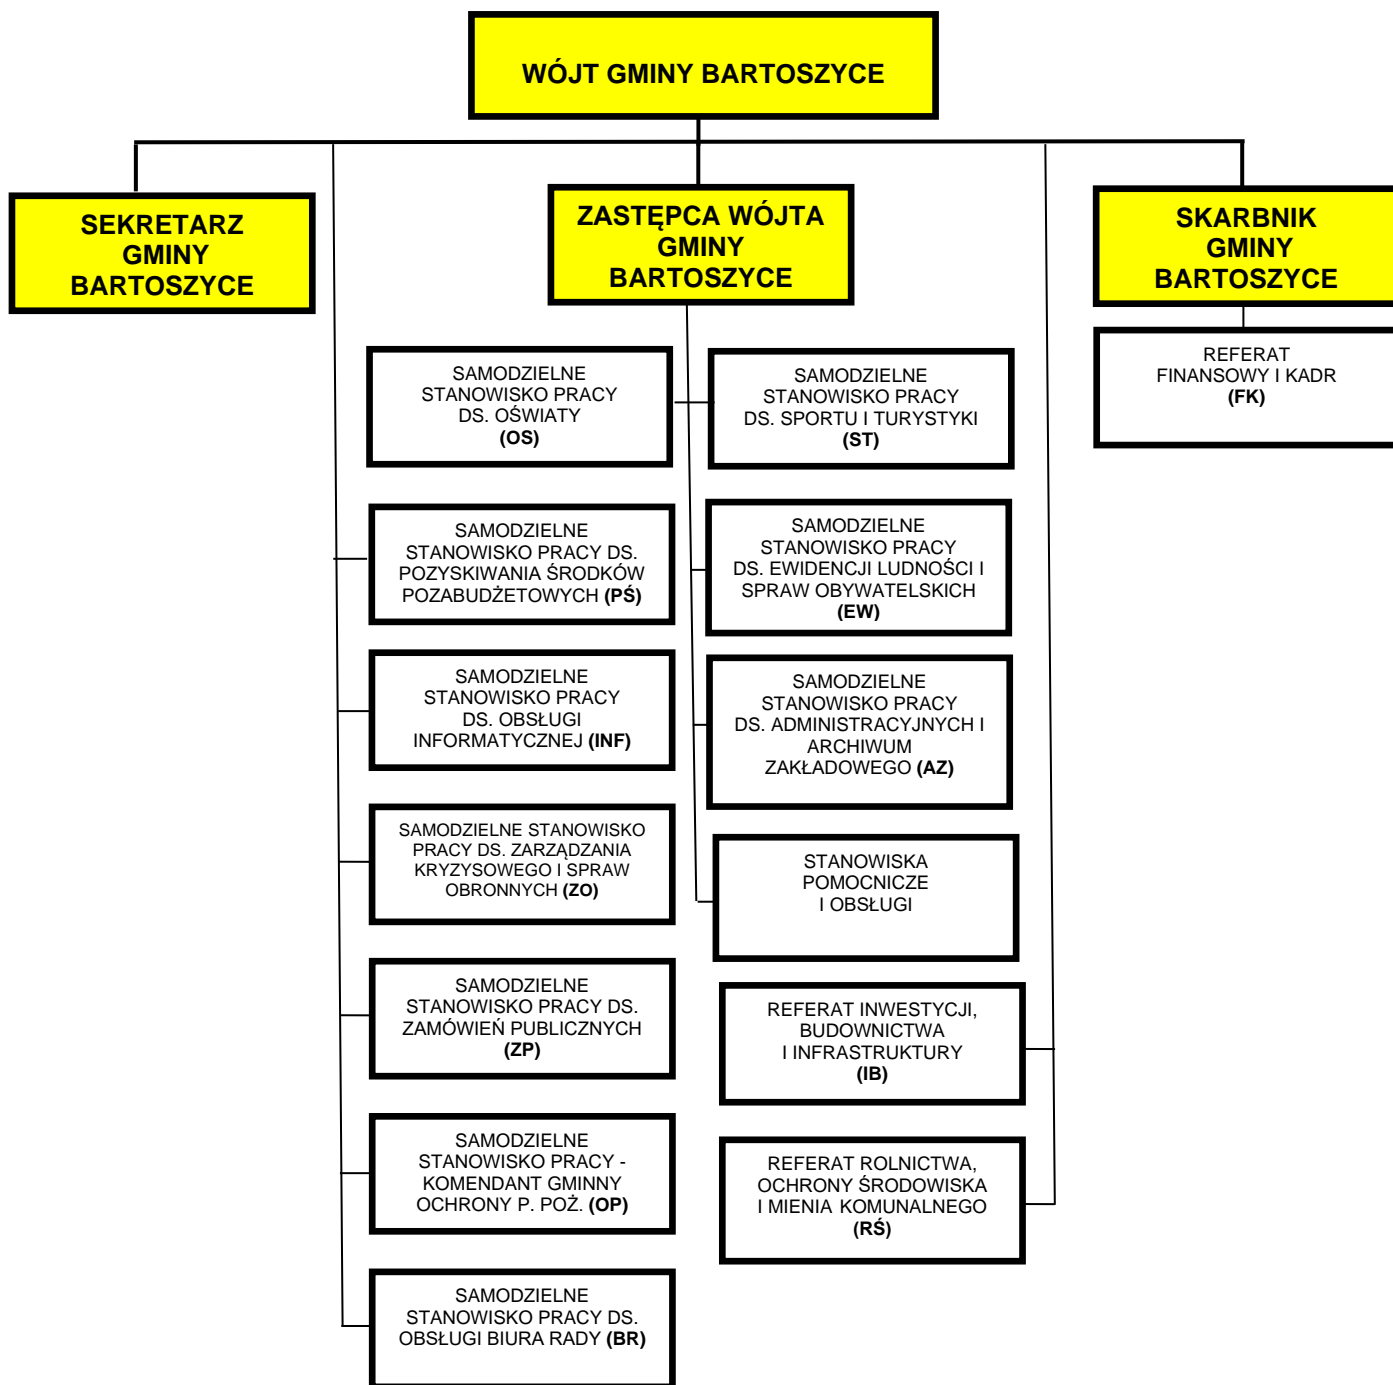 WÓJT GMINY BARTOSZYCE
SEKRETARZ
GMINY
BARTOSZYCE
ZASTĘPCA WÓJTA
GMINY
BARTOSZYCE
SKARBNIK
GMINY
BARTOSZYCE
REFERAT
FINANSOWY I KADR
(FK)
SAMODZIELNE
STANOWISKO PRACY
DS. OŚWIATY
(OS)
SAMODZIELNE
STANOWISKO PRACY
DS. SPORTU I TURYSTYKI
(ST)
SAMODZIELNE
STANOWISKO PRACY DS.
POZYSKIWANIA ŚRODKÓW
POZABUDŻETOWYCH (PŚ)
SAMODZIELNE
STANOWISKO PRACY
DS. EWIDENCJI LUDNOŚCI I
SPRAW OBYWATELSKICH
(EW)
SAMODZIELNE
STANOWISKO PRACY
DS. OBSŁUGI
INFORMATYCZNEJ (INF)
SAMODZIELNE
STANOWISKO PRACY
DS. ADMINISTRACYJNYCH I
ARCHIWUM
ZAKŁADOWEGO (AZ)
SAMODZIELNE STANOWISKO
PRACY DS. ZARZĄDZANIA
KRYZYSOWEGO I SPRAW
OBRONNYCH (ZO)
STANOWISKA
POMOCNICZE
I OBSŁUGI
SAMODZIELNE
STANOWISKO PRACY DS.
ZAMÓWIEŃ PUBLICZNYCH
(ZP)
REFERAT INWESTYCJI,
BUDOWNICTWA
I INFRASTRUKTURY
(IB)
SAMODZIELNE
STANOWISKO PRACY -
KOMENDANT GMINNY
OCHRONY P. POŻ. (OP)
REFERAT ROLNICTWA,
OCHRONY ŚRODOWISKA
I MIENIA KOMUNALNEGO
(RŚ)
SAMODZIELNE
STANOWISKO PRACY DS.
OBSŁUGI BIURA RADY (BR)